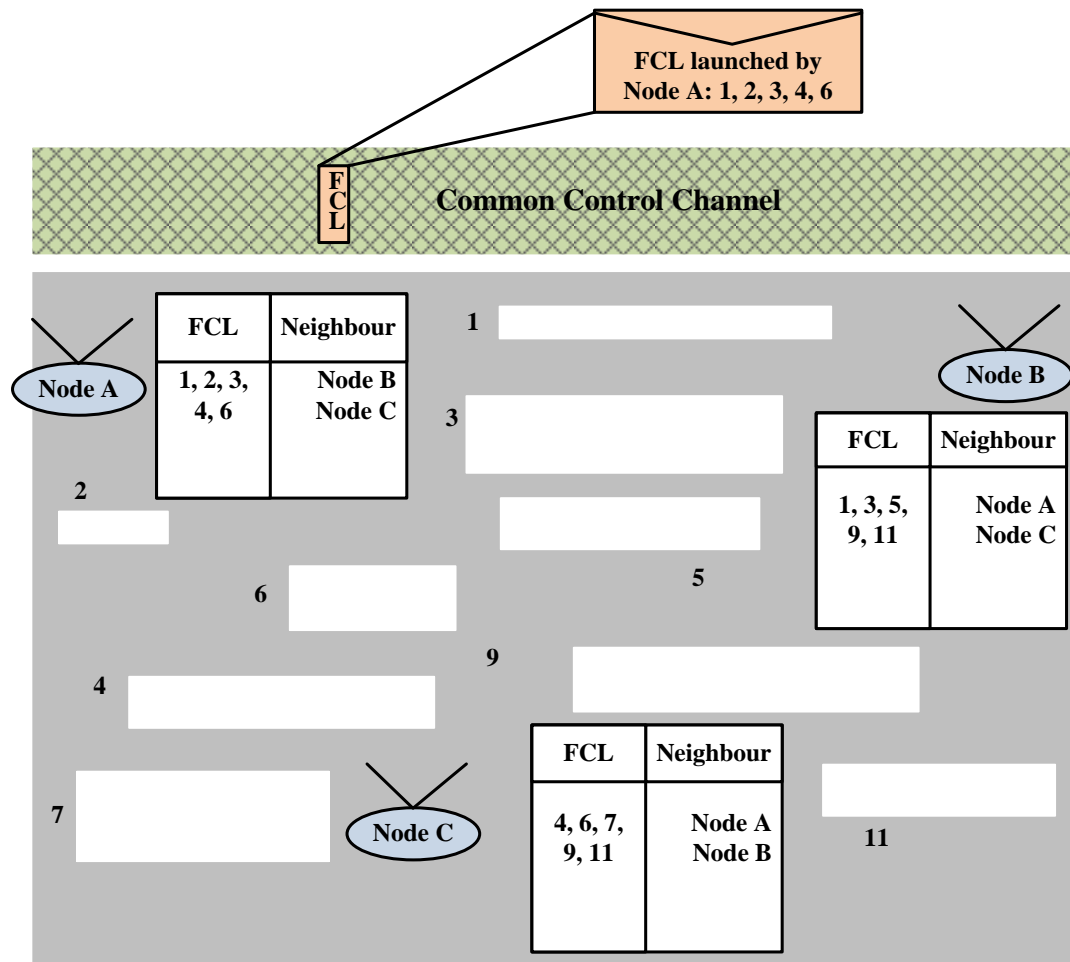 FCL launched by
Node A: 1, 2, 3, 4, 6
F
C
L
Common Control Channel
Node A
FCL Neighbour
1, 2, 3, Node B
4, 6 Node C
1
Node B
3
FCL Neighbour
1, 3, 5, Node A
9, 11 Node C
2
5
6
9
4
FCL Neighbour
4, 6, 7, Node A
9, 11 Node B
7
Node C
11